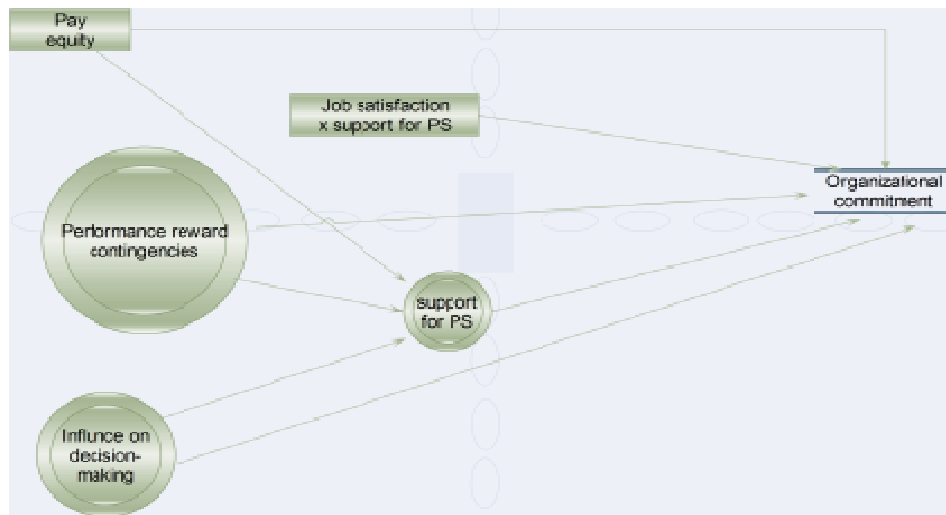 Pay
equity
Job satisfaction
x support for PS
Organizational
commitment
Performance reward
contingencies
support
for PS
Influnce on
decision-
making